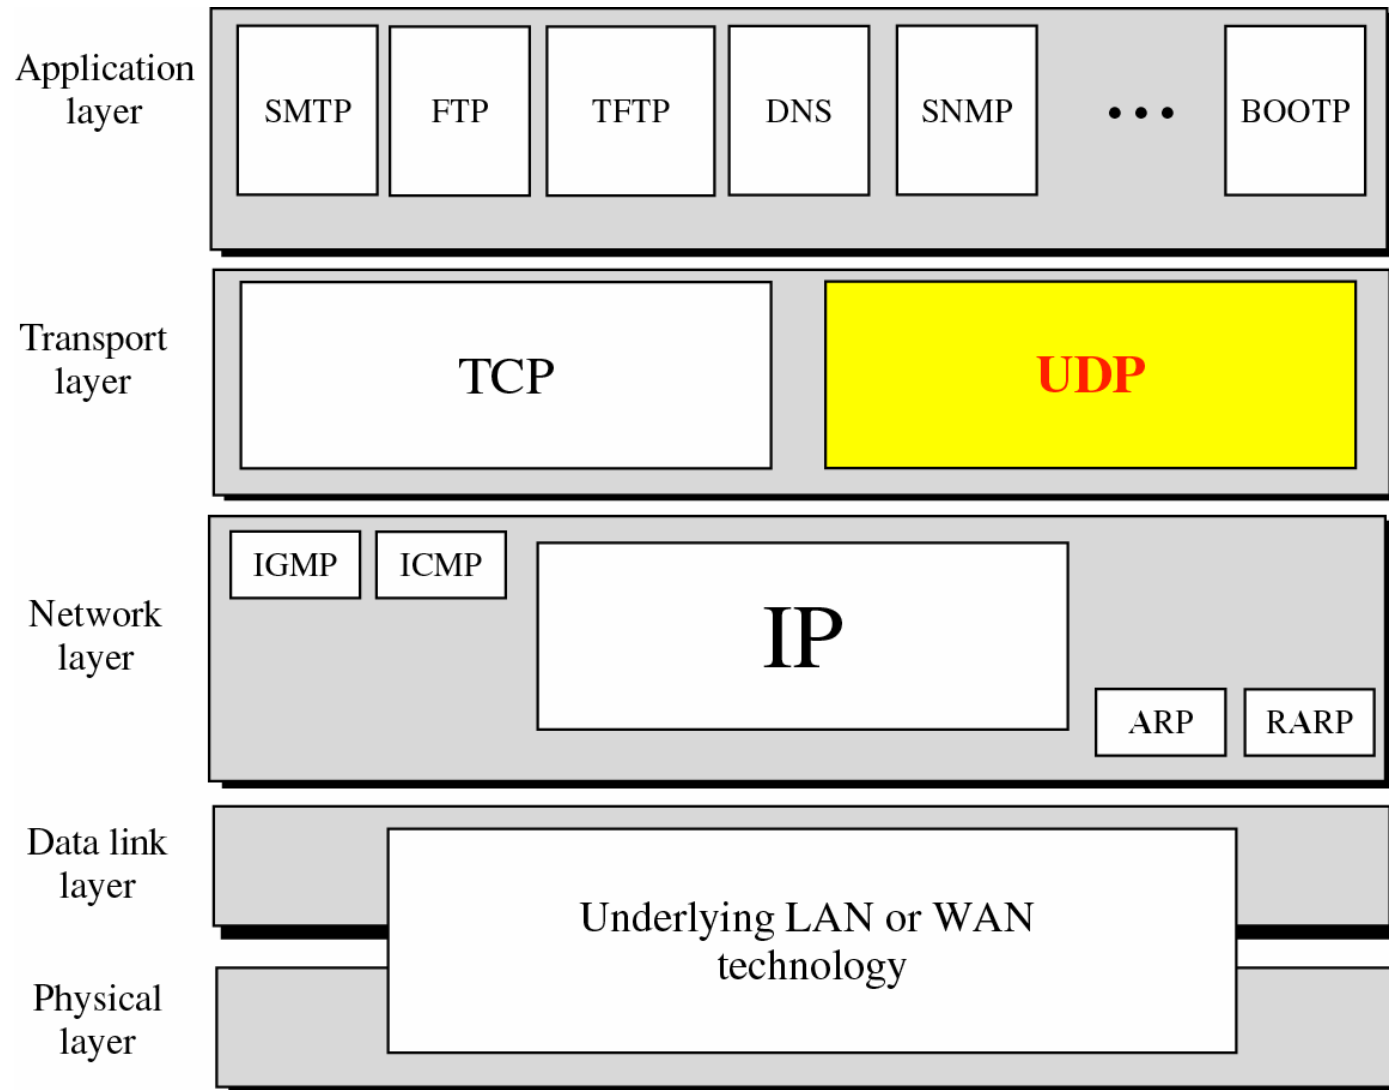 Application
layer
SMTP
FTP
TFTP
DNS
SNMP
...
BOOTP
Transport
layer
TCP
UDP
Network
layer
IGMP
ICMP
IP
ARP
RARP
Data link
layer
Underlying LAN or WAN
technology
Physical
layer